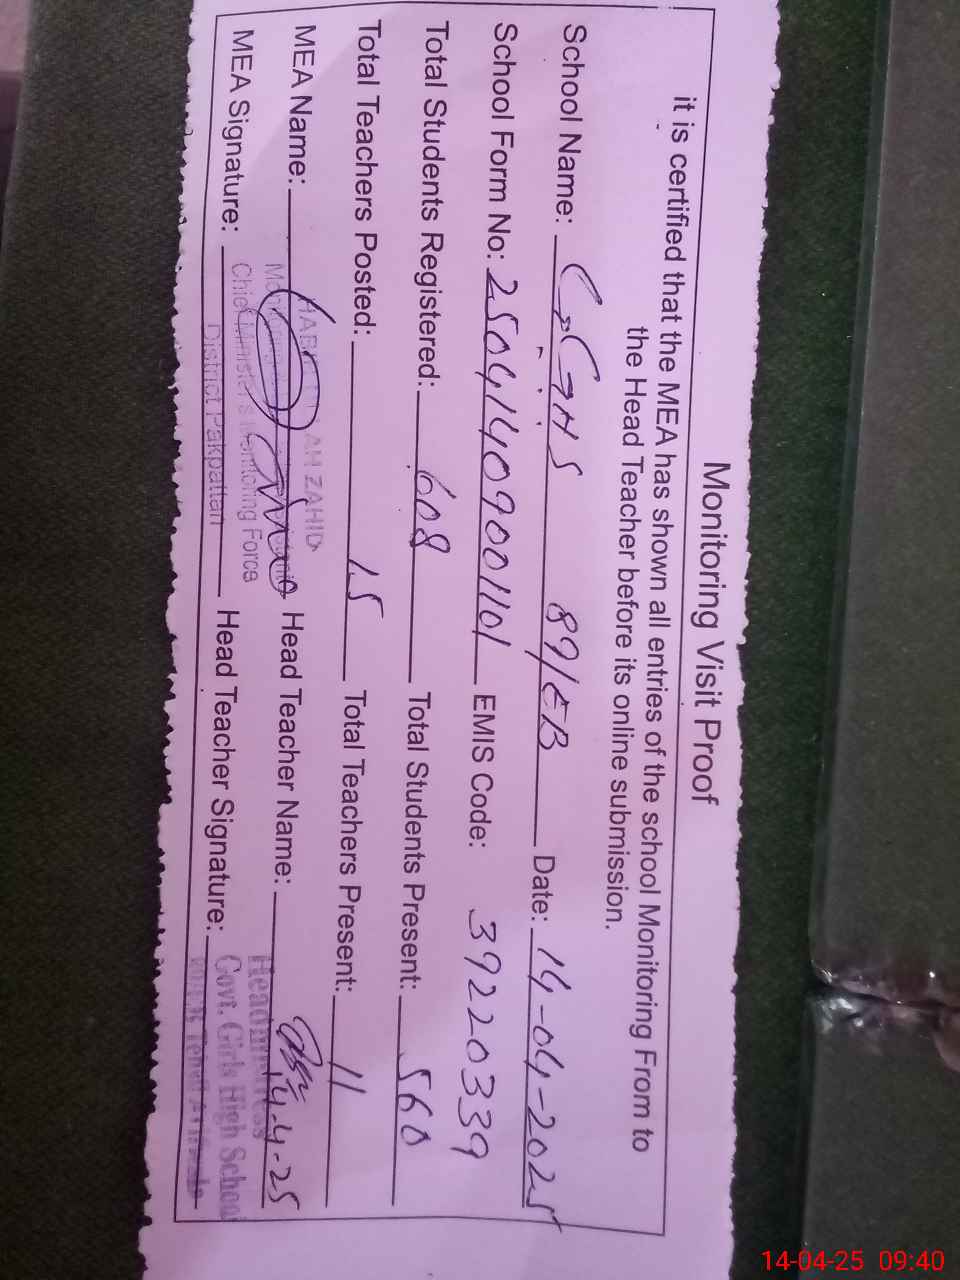 Monitoring Visit Proof
it is certified that the MEA has shown all entries of the school Monitoring From to
the Head Teacher before its online submission.
School Name: GGHS 89/EB Date: 14-04-2025
School Form No: 25041409001101 EMIS Code: 39220339
Total Students Registered: 608 Total Students Present: 560
Total Teachers Posted: 15 Total Teachers Present: 11
MEA Name: Head Teacher Name: 14-4-25
MEA Signature: Head Teacher Signature:
ZAHID
Chief Minister's Monitoring Force
District Pakpattan
Headmistress
Govt. Girls High School
14-04-25 09:40